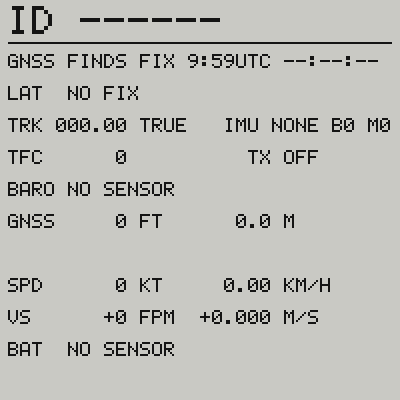 ID ------
GNSS FINDS FIX 9:59UTC --:--:--
LAT NO FIX
TRK 000.00 TRUE IMU NONE B0 M0
TFC 0 TX OFF
BARO NO SENSOR
GNSS 0 FT 0.0 M
SPD 0 KT 0.00 KM/H
VS +0 FPM +0.000 M/S
BAT NO SENSOR